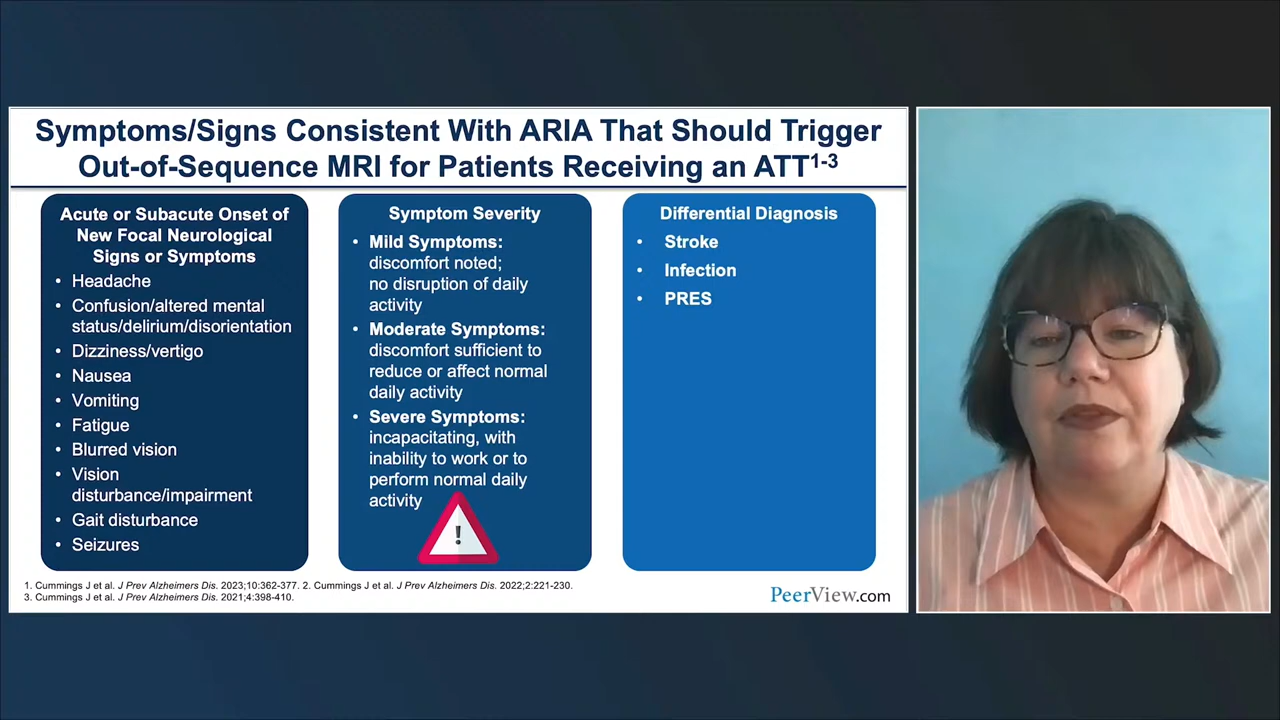 Symptoms/Signs Consistent With ARIA That Should Trigger
Out-of-Sequence MRI for Patients Receiving an ATT1-3
Acute or Subacute Onset of
New Focal Neurological
Signs or Symptoms
• Headache
• Confusion/altered mental
status/delirium/disorientation
• Dizziness/vertigo
• Nausea
• Vomiting
• Fatigue
• Blurred vision
• Vision
disturbance/impairment
• Gait disturbance
• Seizures
Symptom Severity
• Mild Symptoms:
discomfort noted;
no disruption of daily
activity
• Moderate Symptoms:
discomfort sufficient to
reduce or affect normal
daily activity
• Severe Symptoms:
incapacitating, with
inability to work or to
perform normal daily
activity
!
Differential Diagnosis
• Stroke
• Infection
• PRES
1. Cummings J et al. J Prev Alzheimers Dis. 2023;10:362-377. 2. Cummings J et al. J Prev Alzheimers Dis. 2022;2:221-230.
3. Cummings J et al. J Prev Alzheimers Dis. 2021;4:398-410.
PeerView.com